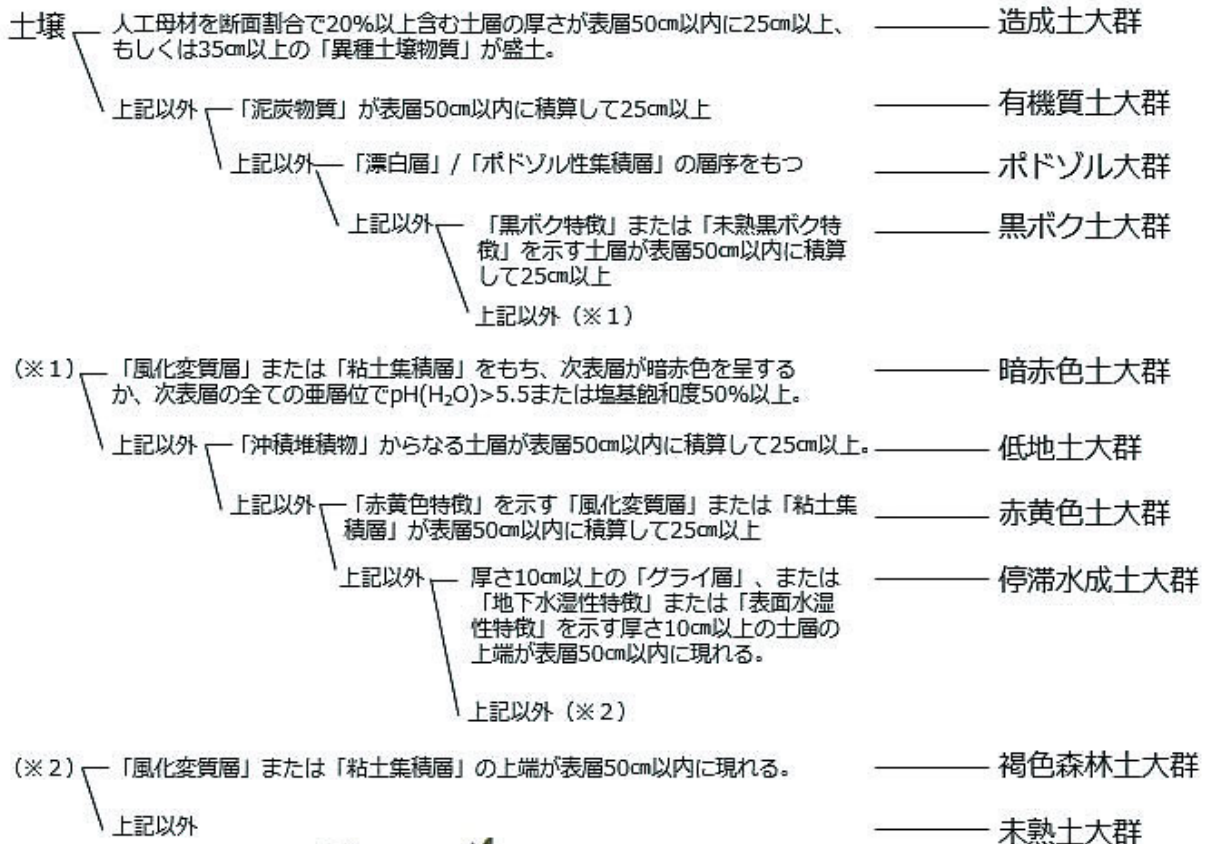 土壌
人工母材を断面割合で20%以上含む土層の厚さが表層50㎝以内に25㎝以上、
もしくは35㎝以上の「異種土壌物質」が盛土。
造成土大群
上記以外
「泥炭物質」が表層50㎝以内に積算して25㎝以上
有機質土大群
上記以外
「漂白層」/「ポドゾル性集積層」の層序をもつ
ポドゾル大群
上記以外
「黒ボク特徴」または「未熟黒ボク特
徴」を示す土層が表層50㎝以内に積算
して25㎝以上
黒ボク土大群
上記以外（※１）
（※１）
「風化変質層」または「粘土集積層」をもち、次表層が暗赤色を呈する
か、次表層の全ての亜層位でpH(H₂O)>5.5または塩基飽和度50%以上。
暗赤色土大群
上記以外
「沖積堆積物」からなる土層が表層50㎝以内に積算して25㎝以上。
低地土大群
上記以外
「赤黄色特徴」を示す「風化変質層」または「粘土集
積層」が表層50㎝以内に積算して25㎝以上
赤黄色土大群
上記以外
厚さ10㎝以上の「グライ層」、または
「地下水湿性特徴」または「表面水湿
性特徴」を示す厚さ10㎝以上の土層の
上端が表層50㎝以内に現れる。
停滞水成土大群
上記以外（※２）
（※２）
「風化変質層」または「粘土集積層」の上端が表層50㎝以内に現れる。
褐色森林土大群
上記以外
未熟土大群